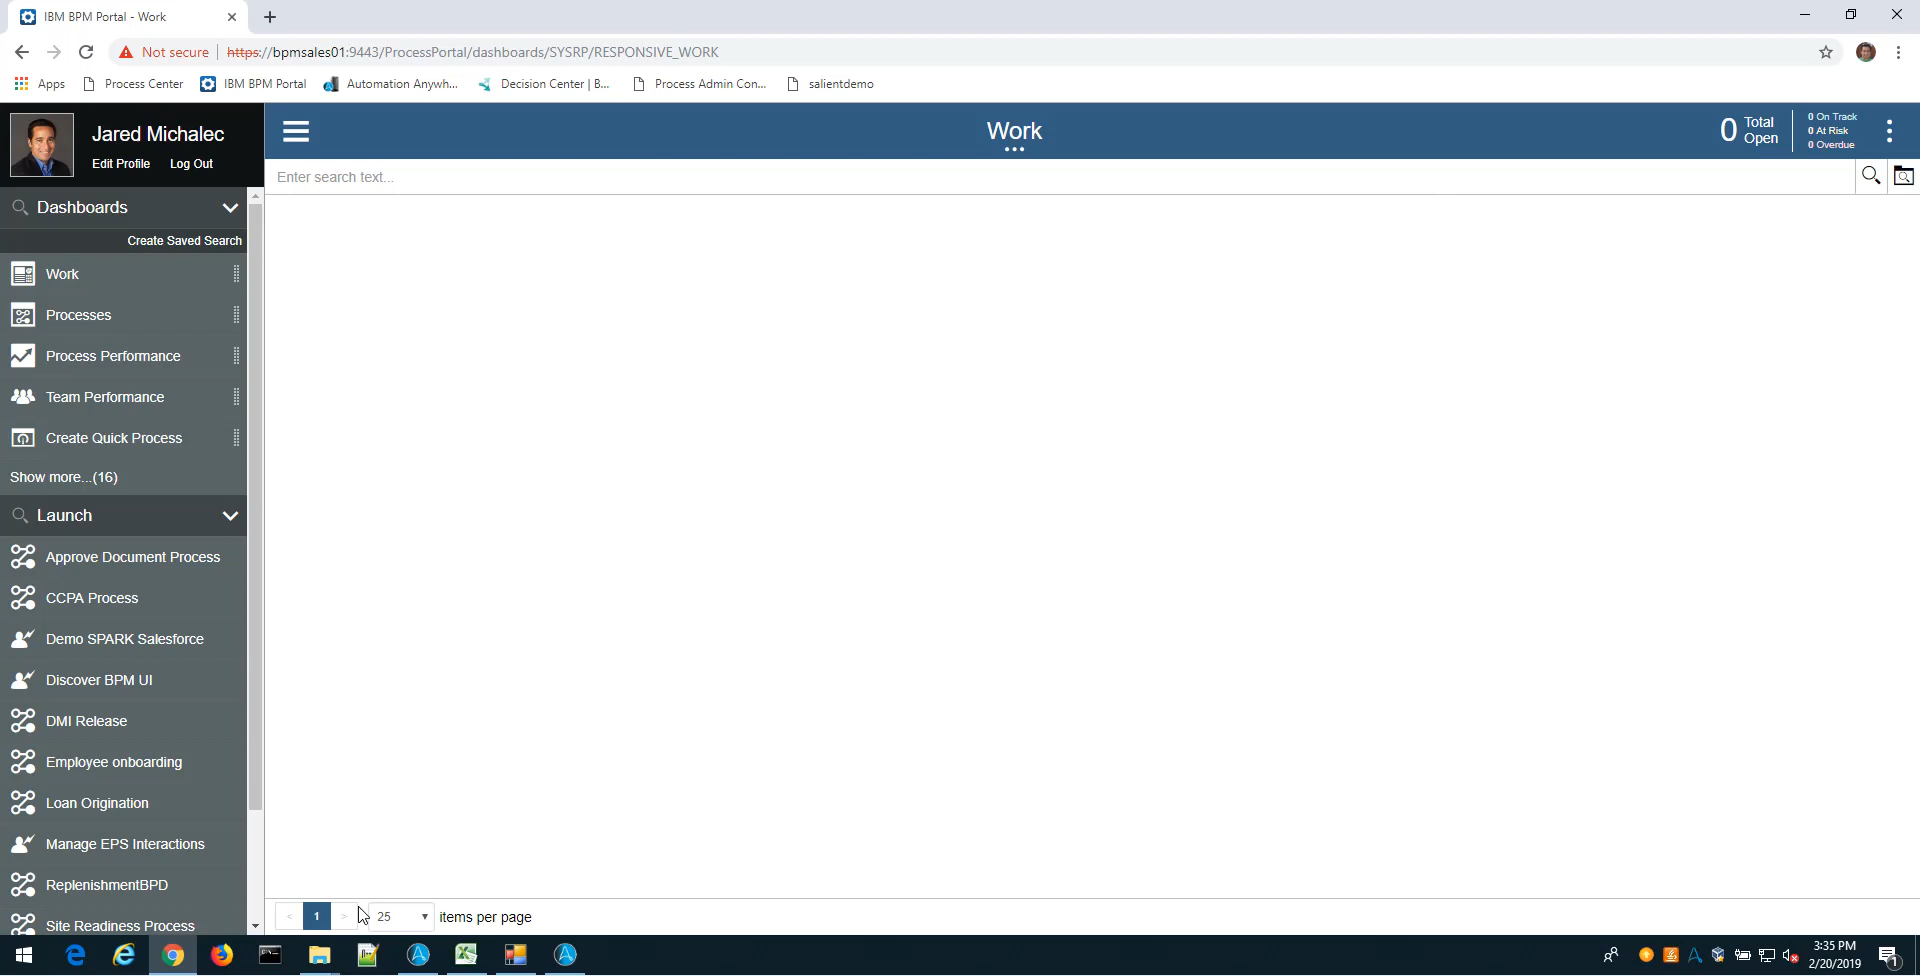 IBM BPM Portal - Work
Not secure
https://bpmsales01:9443/ProcessPortal/dashboards/SYSRP/RESPONSIVE_WORK
Apps
Process Center
IBM BPM Portal
Automation Anywh...
Decision Center | B...
Process Admin Con...
salientdemo
Jared Michalec
Edit Profile
Log Out
Work
0
Total
Open
0 On Track
0 At Risk
0 Overdue
Enter search text...
Dashboards
Create Saved Search
Work
Processes
Process Performance
Team Performance
Create Quick Process
Show more...(16)
Launch
Approve Document Process
CCPA Process
Demo SPARK Salesforce
Discover BPM UI
DMI Release
Employee onboarding
Loan Origination
Manage EPS Interactions
ReplenishmentBPD
Site Readiness Process
< 1 > 25 items per page
3:35 PM
2/20/2019
1